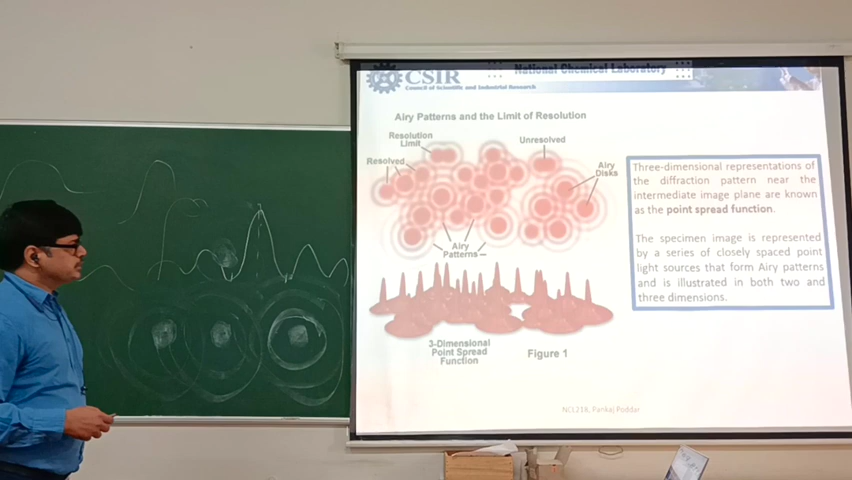 CSIR
National Chemical Laboratory
Council of Scientific and Industrial Research
Airy Patterns and the Limit of Resolution
Resolution
Limit
Unresolved
Resolved
Airy
Disks
Airy
Patterns
3-Dimensional
Point Spread
Function
Figure 1
Three-dimensional representations of
the diffraction pattern near the
intermediate image plane are known
as the point spread function.
The specimen image is represented
by a series of closely spaced point
light sources that form Airy patterns
and is illustrated in both two and
three dimensions.
NCL218, Pankaj Poddar